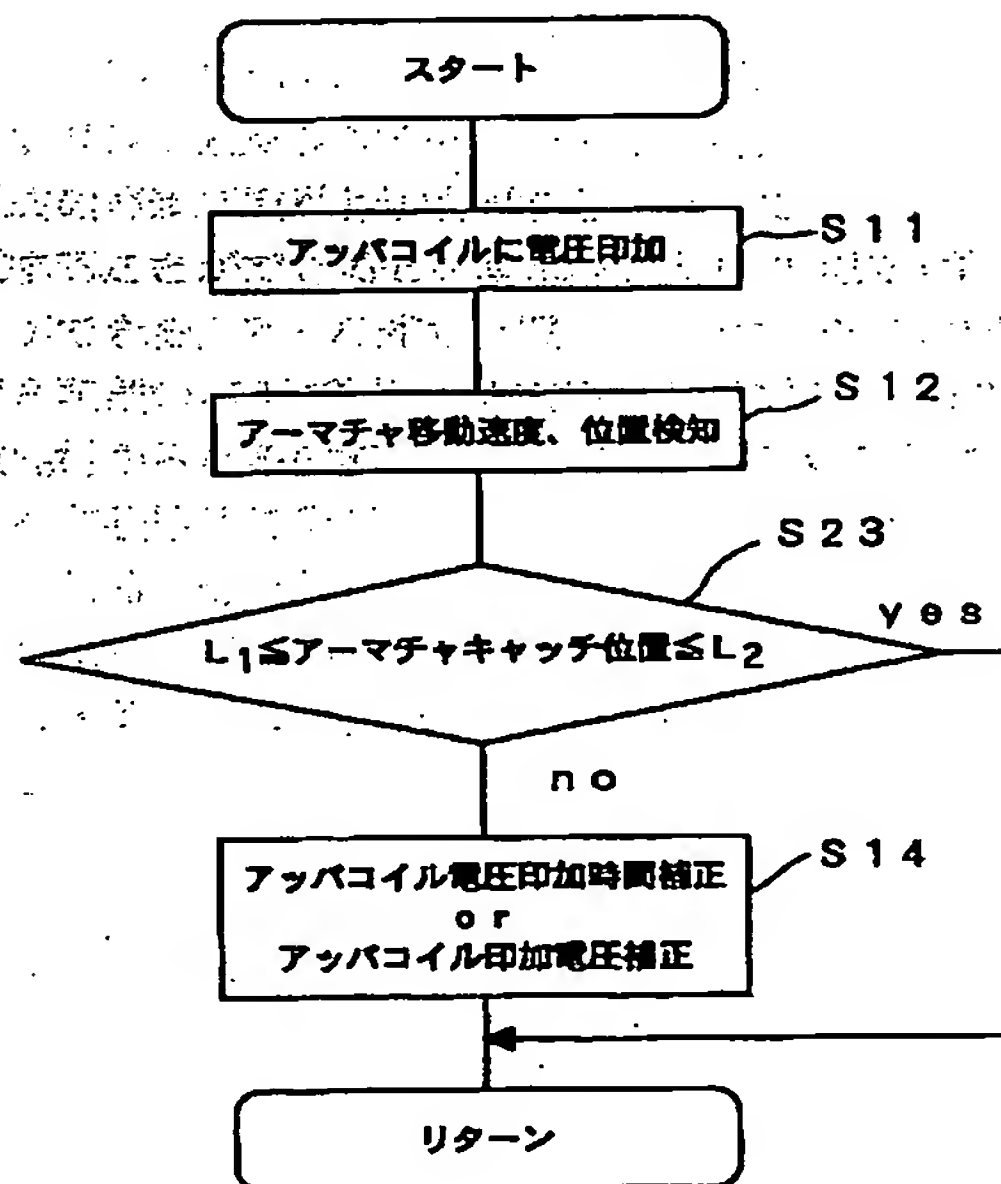 スタート
アッパコイルに電圧印加
S11
アーマチャ移動速度、位置検知
S12
S23
L₁≦アーマチャキャッチ位置≦L₂
yes
no
アッパコイル電圧印加時間補正
or
アッパコイル印加電圧補正
S14
リターン